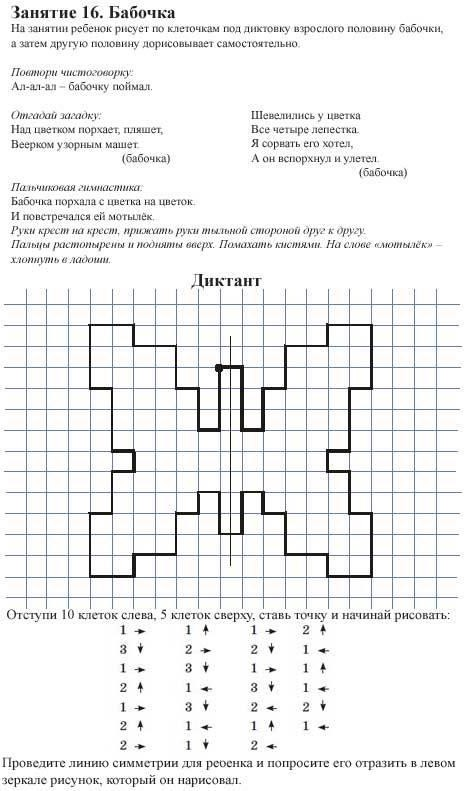 Занятие 16. Бабочка
На занятии ребенок рисует по клеточкам под диктовку взрослого половину бабочки,
а затем другую половину дорисовывает самостоятельно.
Повтори чистоговорку:
Ал-ал-ал – бабочку поймал.
Отгадай загадку:
Над цветком порхает, пляшет,
Веерком узорным машет.
(бабочка)
Шевелились у цветка
Все четыре лепестка.
Я сорвать его хотел,
А он вспорхнул и улетел.
(бабочка)
Пальчиковая гимнастика:
Бабочка порхала с цветка на цветок.
И повстречался ей мотылёк.
Руки крест на крест, прижать руки тыльной стороной друг к другу.
Пальцы растопырены и подняты вверх. Помахать кистями. На слове «мотылёк» –
хлопнуть в ладоши.
Диктант
Отступи 10 клеток слева, 5 клеток сверху, ставь точку и начинай рисовать:
1 → 1 ↑ 1 → 2 ↑
3 ↓ 2 → 2 ↓ 1 ←
1 → 3 ↓ 1 → 1 ↑
2 ↑ 1 ← 3 ↓ 1 ←
1 → 3 ↓ 2 ← 2 ↓
2 ↑ 1 ← 1 ↑ 1 ←
2 → 1 ↓ 2 ←
Проведите линию симметрии для ребенка и попросите его отразить в левом
зеркале рисунок, который он нарисовал.